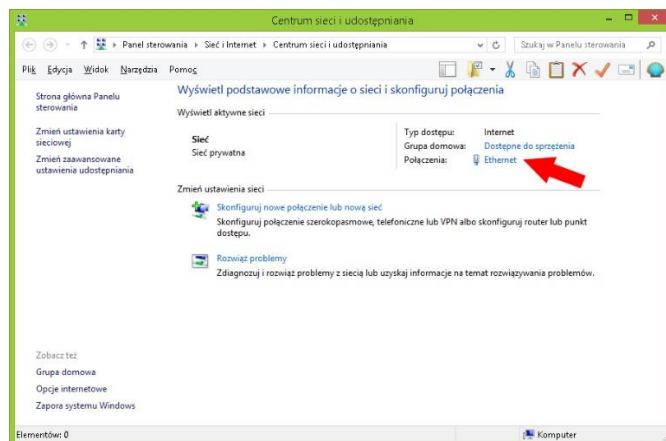 Centrum sieci i udostępniania
Panel sterowania Sieć i Internet Centrum sieci i udostępniania
Szukaj w Panelu sterowania
Plik Edycja Widok Narzędzia Pomoc
Strona główna Panelu
sterowania
Zmień ustawienia karty
sieciowej
Zmień zaawansowane
ustawienia udostępniania
Wyświetl podstawowe informacje o sieci i skonfiguruj połączenia
Wyświetl aktywne sieci
Sieć
Sieć prywatna
Typ dostępu: Internet
Grupa domowa: Dostępne do sprzężenia
Połączenia: Ethernet
Zmień ustawienia sieci
Skonfiguruj nowe połączenie lub nową sieć
Skonfiguruj połączenie szerokopasmowe, telefoniczne lub VPN albo skonfiguruj router lub punkt
dostępu.
Rozwiąż problemy
Zdiagnozuj i rozwiąż problemy z siecią lub uzyskaj informacje na temat rozwiązywania problemów.
Zobacz też
Grupa domowa
Opcje internetowe
Zapora systemu Windows
Elementów: 0
Komputer